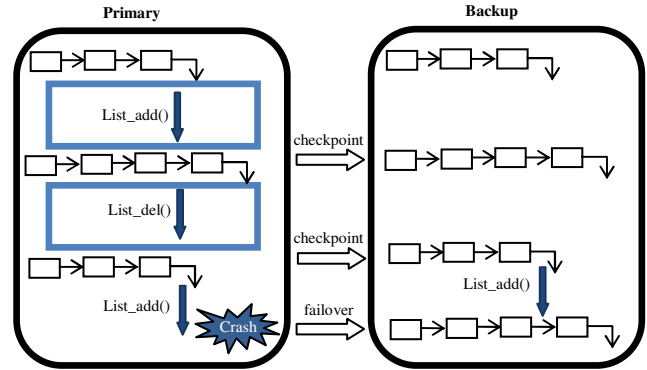 Primary
Backup
List_add()
checkpoint
List_del()
checkpoint
List_add()
List_add()
Crash
failover